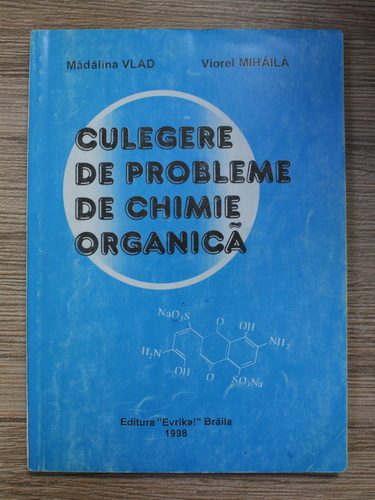 Mădălina VLAD Viorel MIHĂILĂ
CULEGERE
DE PROBLEME
DE CHIMIE
ORGANICĂ
NaO₃S
O
OH
NH₂
H₂N
OH
O
SO₃Na
Editura "Evrika!" Brăila
1998